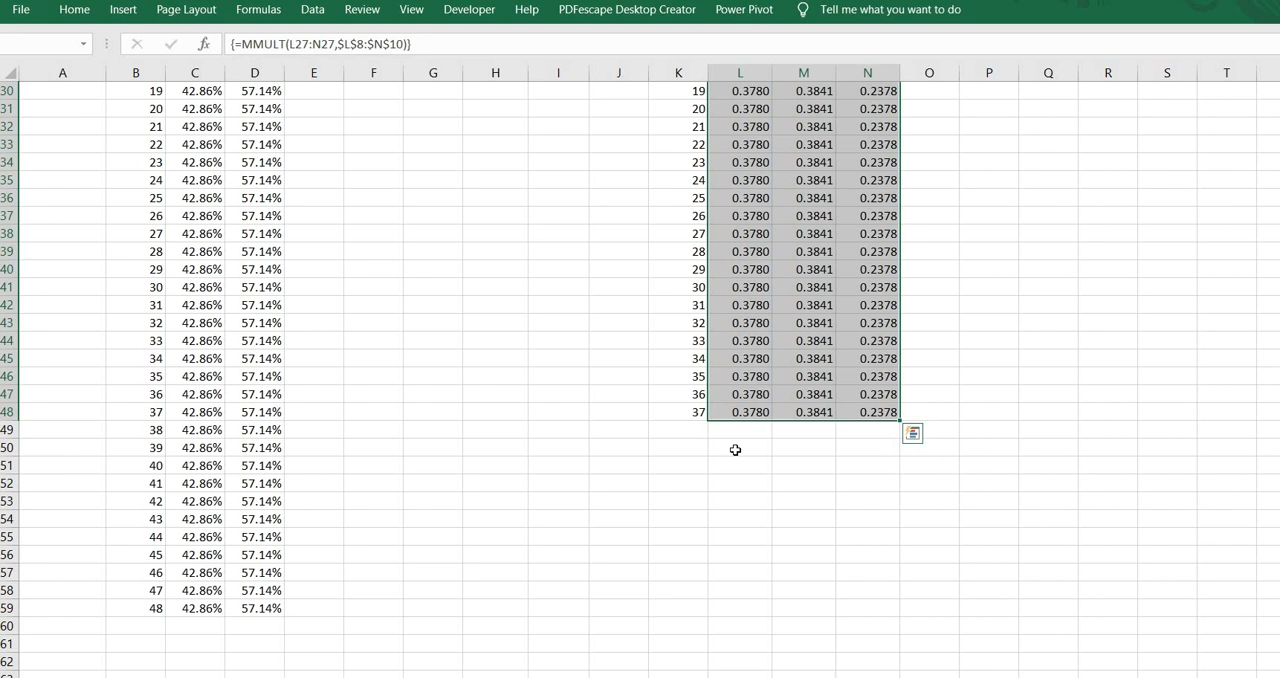 File Home Insert Page Layout Formulas Data Review View Developer Help PDFescape Desktop Creator Power Pivot Tell me what you want to do
fx {=MMULT(L27:N27,$L$8:$N$10)}
A B C D E F G H I J K L M N O P Q R S T
30 19 42.86% 57.14% 19 0.3780 0.3841 0.2378
31 20 42.86% 57.14% 20 0.3780 0.3841 0.2378
32 21 42.86% 57.14% 21 0.3780 0.3841 0.2378
33 22 42.86% 57.14% 22 0.3780 0.3841 0.2378
34 23 42.86% 57.14% 23 0.3780 0.3841 0.2378
35 24 42.86% 57.14% 24 0.3780 0.3841 0.2378
36 25 42.86% 57.14% 25 0.3780 0.3841 0.2378
37 26 42.86% 57.14% 26 0.3780 0.3841 0.2378
38 27 42.86% 57.14% 27 0.3780 0.3841 0.2378
39 28 42.86% 57.14% 28 0.3780 0.3841 0.2378
40 29 42.86% 57.14% 29 0.3780 0.3841 0.2378
41 30 42.86% 57.14% 30 0.3780 0.3841 0.2378
42 31 42.86% 57.14% 31 0.3780 0.3841 0.2378
43 32 42.86% 57.14% 32 0.3780 0.3841 0.2378
44 33 42.86% 57.14% 33 0.3780 0.3841 0.2378
45 34 42.86% 57.14% 34 0.3780 0.3841 0.2378
46 35 42.86% 57.14% 35 0.3780 0.3841 0.2378
47 36 42.86% 57.14% 36 0.3780 0.3841 0.2378
48 37 42.86% 57.14% 37 0.3780 0.3841 0.2378
49 38 42.86% 57.14%
50 39 42.86% 57.14%
51 40 42.86% 57.14%
52 41 42.86% 57.14%
53 42 42.86% 57.14%
54 43 42.86% 57.14%
55 44 42.86% 57.14%
56 45 42.86% 57.14%
57 46 42.86% 57.14%
58 47 42.86% 57.14%
59 48 42.86% 57.14%
60
61
62